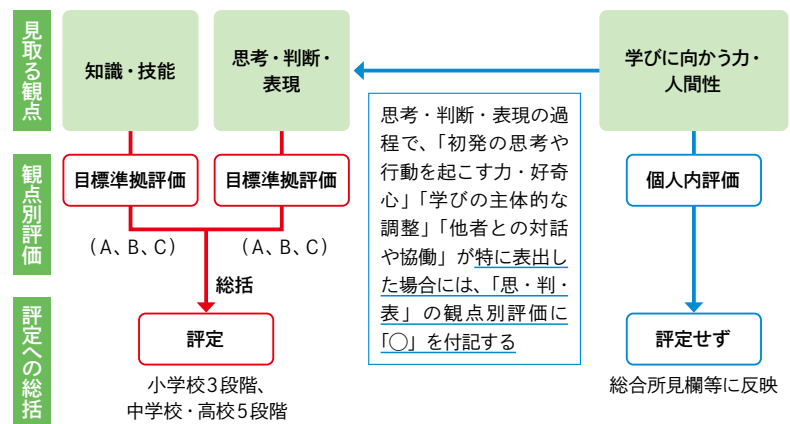 見取る観点
知識・技能
思考・判断・
表現
学びに向かう力・
人間性
思考・判断・表現の過
程で、「初発の思考や
行動を起こす力・好奇
心」「学びの主体的な
調整」「他者との対話
や協働」が特に表出し
た場合には、「思・判・
表」の観点別評価に
「◯」を付記する
観点別評価
目標準拠評価
目標準拠評価
個人内評価
（A、B、C）
（A、B、C）
総括
評定への総括
評定
評定せず
小学校3段階、
中学校・高校5段階
総合所見欄等に反映